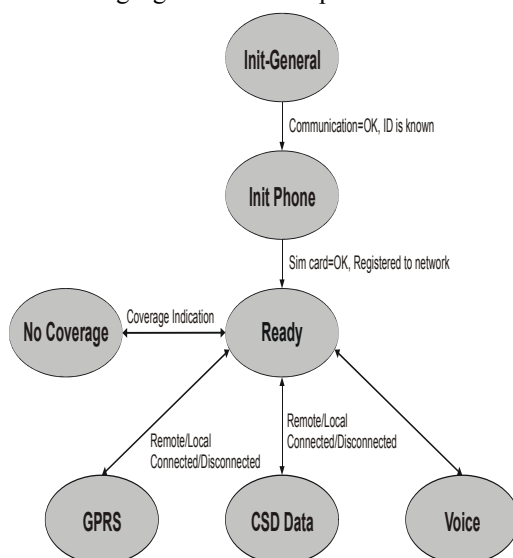 Init-General
Communication=OK, ID is known
Init Phone
Sim card=OK, Registered to network
No Coverage
Coverage Indication
Ready
Remote/Local
Connected/Disconnected
Remote/Local
Connected/Disconnected
GPRS
CSD Data
Voice